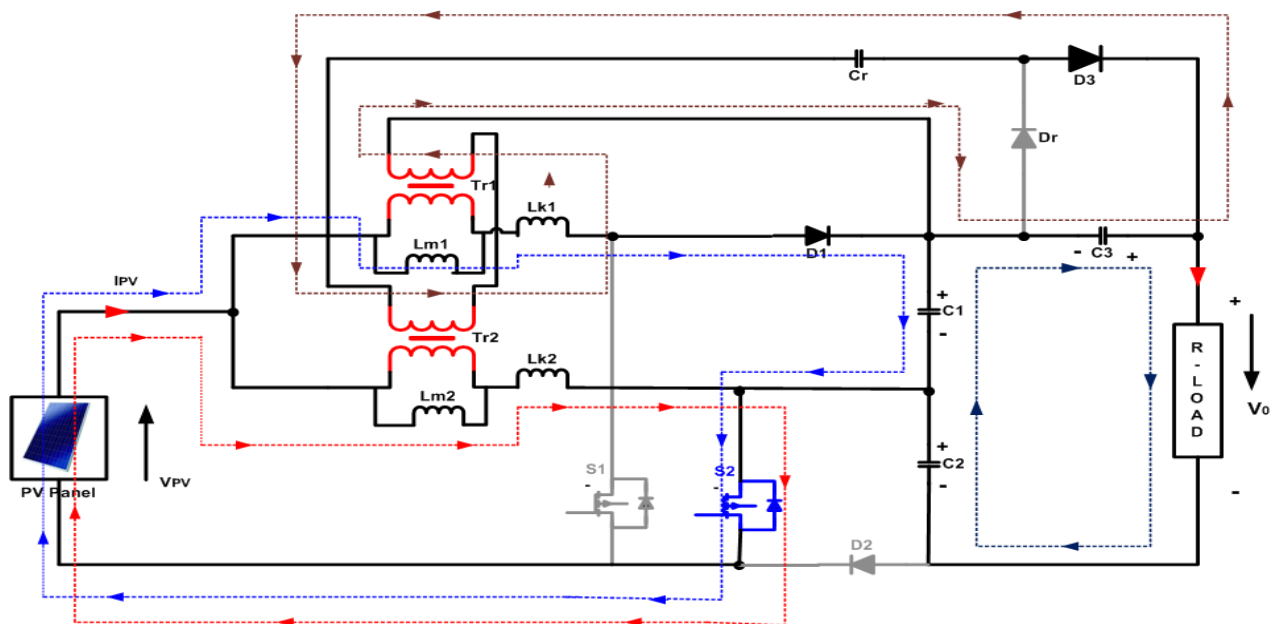 Cr
D3
Dr
Tr1
Lk1
Lm1
D1
- C3 +
IPV
+
C1
-
Tr2
Lk2
+
R-LOAD
V0
Lm2
VPV
S1
-
S2
-
+
C2
-
-
PV Panel
D2